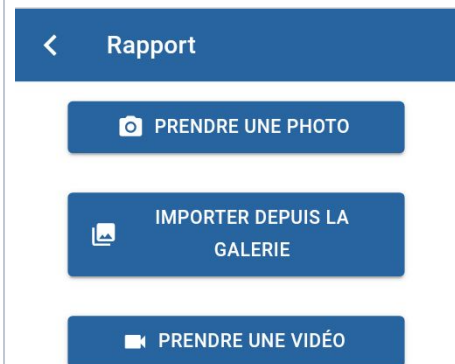 Rapport
PRENDRE UNE PHOTO
IMPORTER DEPUIS LA
GALERIE
PRENDRE UNE VIDÉO